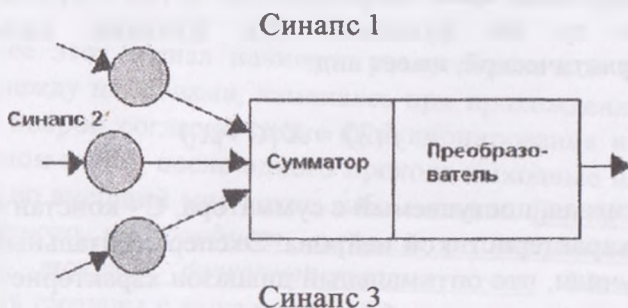 Синапс 1
Синапс 2
Сумматор
Преобразо-
ватель
Синапс 3